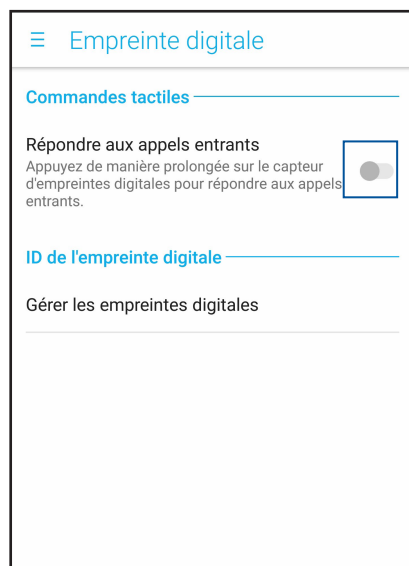 Empreinte digitale
Commandes tactiles
Répondre aux appels entrants
Appuyez de manière prolongée sur le capteur
d'empreintes digitales pour répondre aux appels
entrants.
ID de l'empreinte digitale
Gérer les empreintes digitales